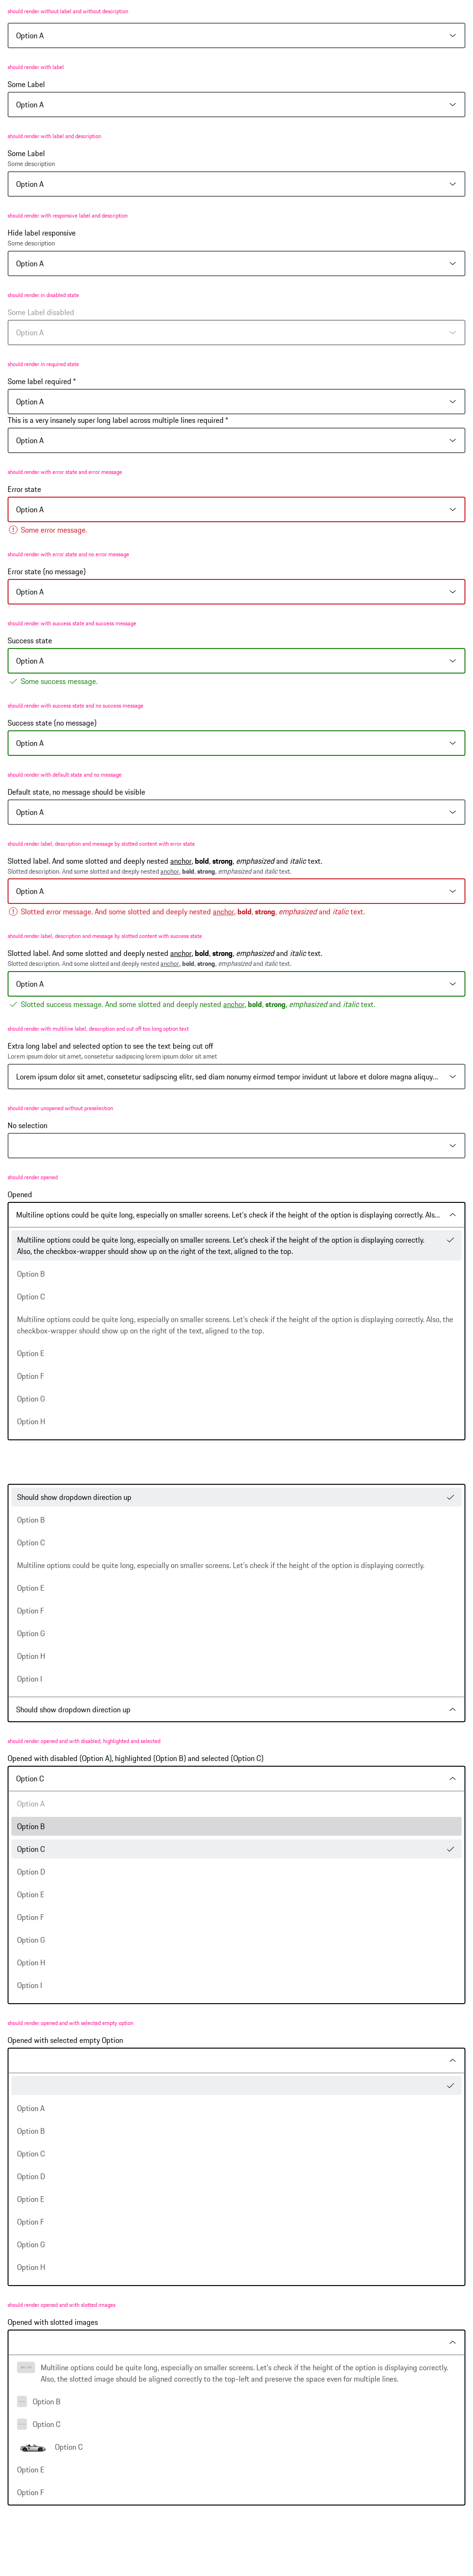 should render without label and without description
Option A
should render with label
Some Label
Option A
should render with label and description
Some Label
Some description
Option A
should render with responsive label and description
Hide label responsive
Some description
Option A
should render in disabled state
Some Label disabled
Option A
should render in required state
Some label required *
Option A
This is a very insanely super long label across multiple lines required *
Option A
should render with error state and error message
Error state
Option A
Some error message.
should render with error state and no error message
Error state (no message)
Option A
should render with success state and success message
Success state
Option A
Some success message.
should render with success state and no success message
Success state (no message)
Option A
should render with default state and no message
Default state, no message should be visible
Option A
should render label, description and message by slotted content with error state
Slotted label. And some slotted and deeply nested anchor, bold, strong, emphasized and italic text.
Slotted description. And some slotted and deeply nested anchor, bold, strong, emphasized and italic text.
Option A
Slotted error message. And some slotted and deeply nested anchor, bold, strong, emphasized and italic text.
should render label, description and message by slotted content with success state
Slotted label. And some slotted and deeply nested anchor, bold, strong, emphasized and italic text.
Slotted description. And some slotted and deeply nested anchor, bold, strong, emphasized and italic text.
Option A
Slotted success message. And some slotted and deeply nested anchor, bold, strong, emphasized and italic text.
should render with multiline label, description and cut off too long option text
Extra long label and selected option to see the text being cut off
Lorem ipsum dolor sit amet, consetetur sadipscing lorem ipsum dolor sit amet
Lorem ipsum dolor sit amet, consetetur sadipscing elitr, sed diam nonumy eirmod tempor invidunt ut labore et dolore magna aliquy...
should render unopened without preselection
No selection
should render opened
Opened
Multiline options could be quite long, especially on smaller screens. Let's check if the height of the option is displaying correctly. Als...
Multiline options could be quite long, especially on smaller screens. Let's check if the height of the option is displaying correctly.
Also, the checkbox-wrapper should show up on the right of the text, aligned to the top.
Option B
Option C
Multiline options could be quite long, especially on smaller screens. Let's check if the height of the option is displaying correctly. Also, the
checkbox-wrapper should show up on the right of the text, aligned to the top.
Option E
Option F
Option G
Option H
Should show dropdown direction up
Option B
Option C
Multiline options could be quite long, especially on smaller screens. Let's check if the height of the option is displaying correctly.
Option E
Option F
Option G
Option H
Option I
Should show dropdown direction up
should render opened and with disabled, highlighted and selected
Opened with disabled (Option A), highlighted (Option B) and selected (Option C)
Option C
Option A
Option B
Option C
Option D
Option E
Option F
Option G
Option H
Option I
should render opened and with selected empty option
Opened with selected empty Option
Option A
Option B
Option C
Option D
Option E
Option F
Option G
Option H
should render opened and with slotted images
Opened with slotted images
Multiline options could be quite long, especially on smaller screens. Let's check if the height of the option is displaying correctly.
Also, the slotted image should be aligned correctly to the top-left and preserve the space even for multiple lines.
Option B
Option C
Option C
Option E
Option F